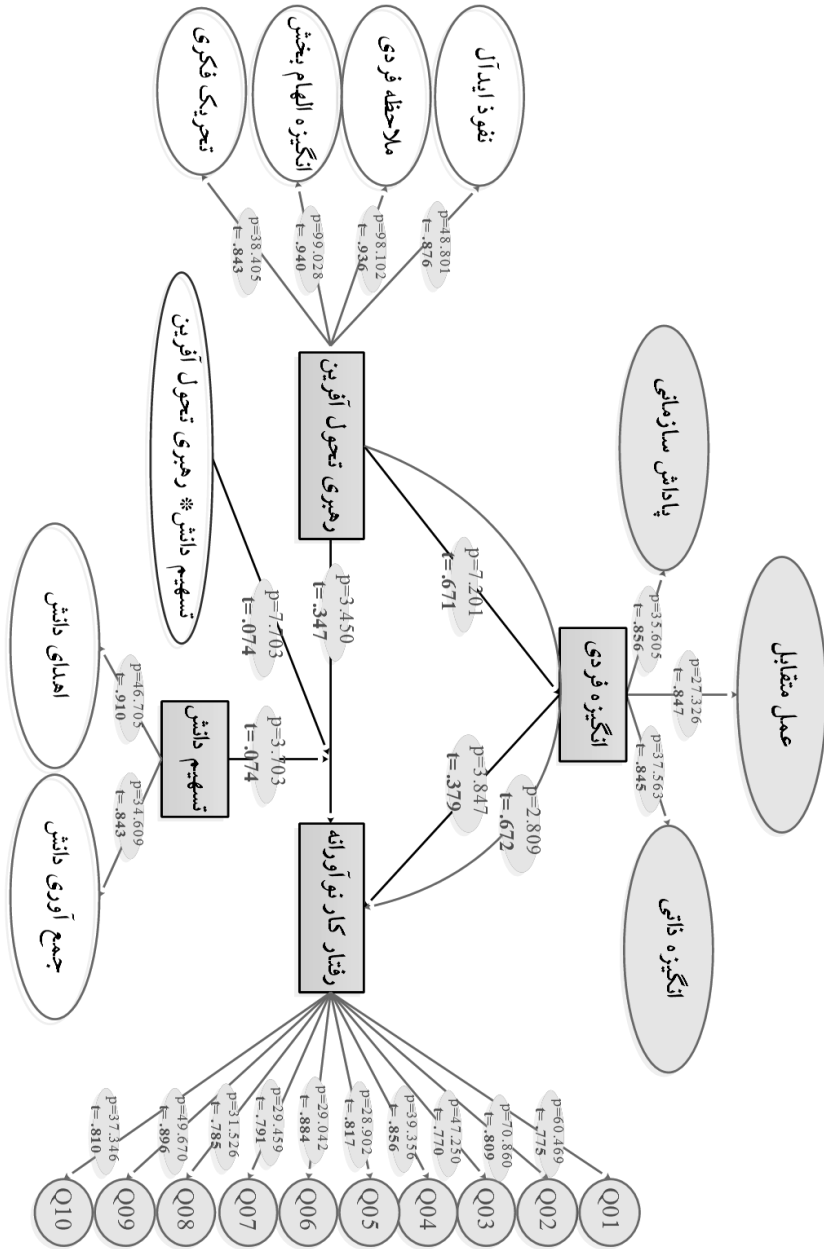 نفوذ ایدآل
ملاحظه فردی
انگیزه الهام بخش
تحریک فکری
p=48.801
t= .876
p=98.102
t= .936
p=99.028
t= .940
p=38.405
t= .843
پاداش سازمانی
عمل متقابل
انگیزه ذاتی
p=35.605
t= .856
p=27.326
t= .847
p=37.563
t= .845
انگیزه فردی
رهبری تحول آفرین
p=7.201
t= .671
p=3.450
t= .347
p=3.847
t= .379
p=2.809
t= .672
تسهیم دانش * رهبری تحول آفرین
p=7.703
t= .074
تسهیم دانش
p=3.703
t= .074
اهدای دانش
جمع آوری دانش
p=46.705
t= .910
p=34.609
t= .843
رفتار کار نوآورانه
p=60.469
t= .775
p=70.860
t= .809
p=47.250
t= .770
p=39.356
t= .856
p=28.902
t= .817
p=29.042
t= .884
p=29.459
t= .791
p=31.526
t= .785
p=49.670
t= .896
p=37.346
t= .810
Q01
Q02
Q03
Q04
Q05
Q06
Q07
Q08
Q09
Q10